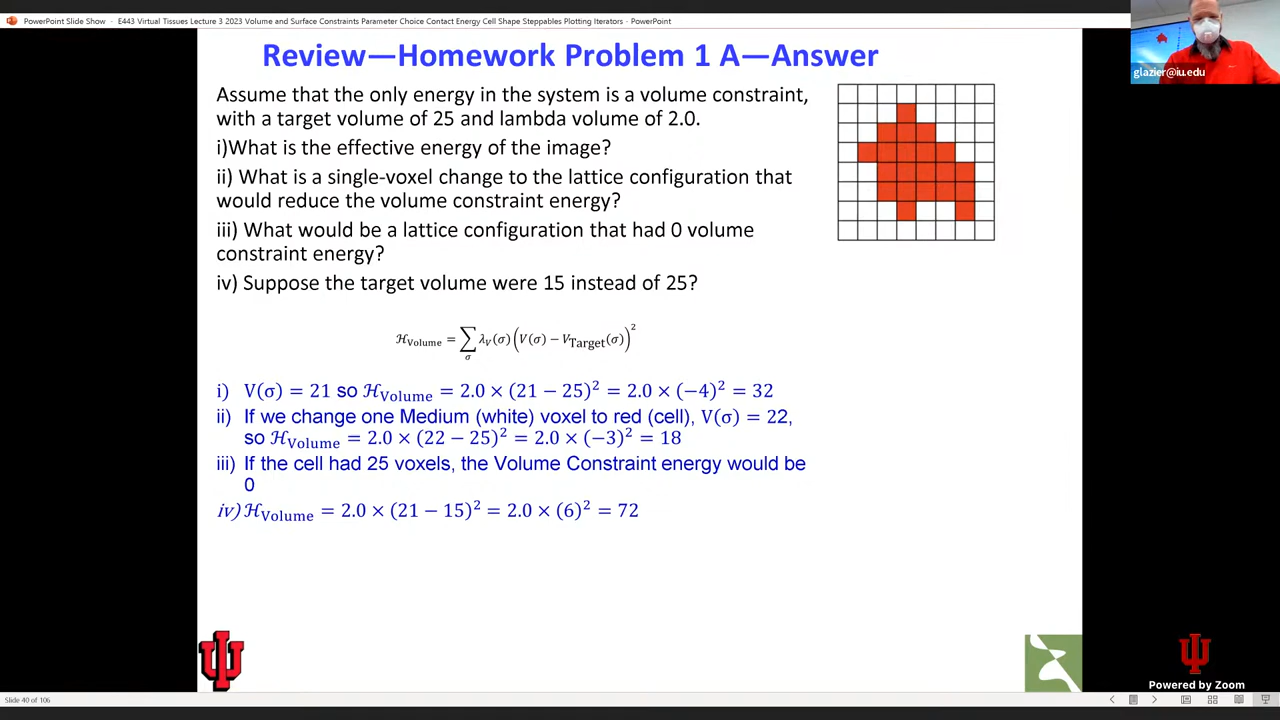 PowerPoint Slide Show - E443 Virtual Tissues Lecture 3 2023 Volume and Surface Constraints Parameter Choice Contact Energy Cell Shape Steppables Plotting Iterators - PowerPoint
glazier@iu.edu
Review—Homework Problem 1 A—Answer
Assume that the only energy in the system is a volume constraint,
with a target volume of 25 and lambda volume of 2.0.
i)What is the effective energy of the image?
ii) What is a single-voxel change to the lattice configuration that
would reduce the volume constraint energy?
iii) What would be a lattice configuration that had 0 volume
constraint energy?
iv) Suppose the target volume were 15 instead of 25?
ℋVolume = ∑σ λV(σ)(V(σ) − VTarget(σ))²
i) V(σ) = 21 so ℋVolume = 2.0 × (21 − 25)² = 2.0 × (−4)² = 32
ii) If we change one Medium (white) voxel to red (cell), V(σ) = 22,
so ℋVolume = 2.0 × (22 − 25)² = 2.0 × (−3)² = 18
iii) If the cell had 25 voxels, the Volume Constraint energy would be
0
iv) ℋVolume = 2.0 × (21 − 15)² = 2.0 × (6)² = 72
Powered by Zoom
Slide 40 of 106